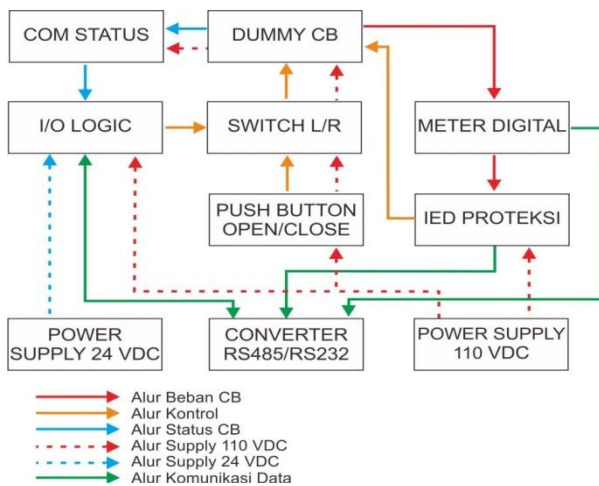 COM STATUS
DUMMY CB
I/O LOGIC
SWITCH L/R
METER DIGITAL
PUSH BUTTON
OPEN/CLOSE
IED PROTEKSI
POWER
SUPPLY 24 VDC
CONVERTER
RS485/RS232
POWER SUPPLY
110 VDC
Alur Beban CB
Alur Kontrol
Alur Status CB
Alur Supply 110 VDC
Alur Supply 24 VDC
Alur Komunikasi Data